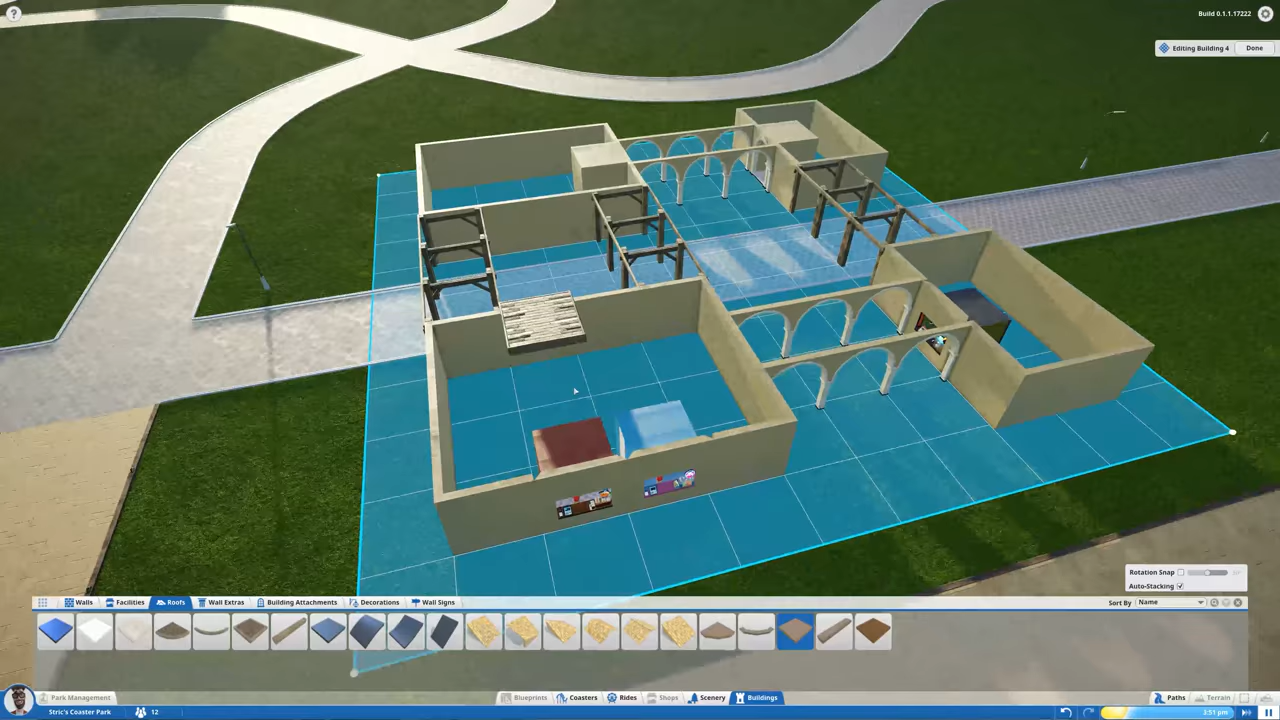 ?
Build 0.1.1.17222
Editing Building 4 Done
Rotation Snap
Auto-Stacking
Walls Facilities Roofs Wall Extras Building Attachments Decorations Wall Signs
Sort By Name
Park Management Blueprints Coasters Rides Shops Scenery Buildings Paths Terrain
Stric's Coaster Park 12 3:51 pm